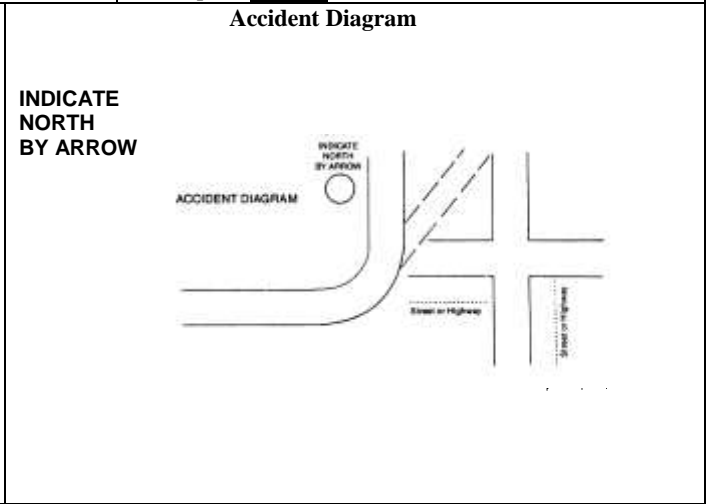 Accident Diagram
INDICATE
NORTH
BY ARROW
INDICATE
NORTH
BY ARROW
ACCIDENT DIAGRAM
Street or Highway
Street or Highway